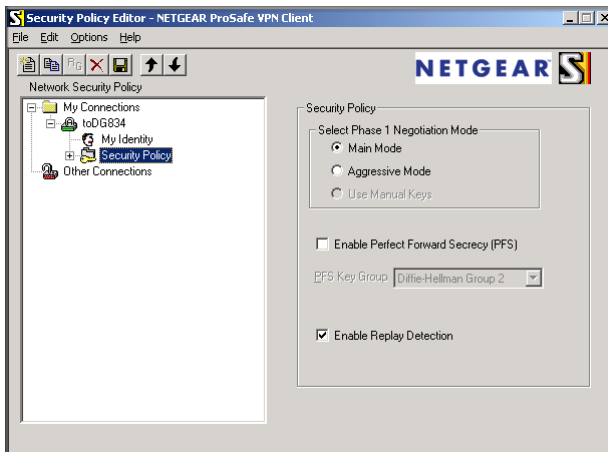 Security Policy Editor - NETGEAR ProSafe VPN Client
File Edit Options Help
NETGEAR
Network Security Policy
My Connections
toDG834
My Identity
Security Policy
Other Connections
Security Policy
Select Phase 1 Negotiation Mode
Main Mode
Aggressive Mode
Use Manual Keys
Enable Perfect Forward Secrecy (PFS)
PFS Key Group Diffie-Hellman Group 2
Enable Replay Detection